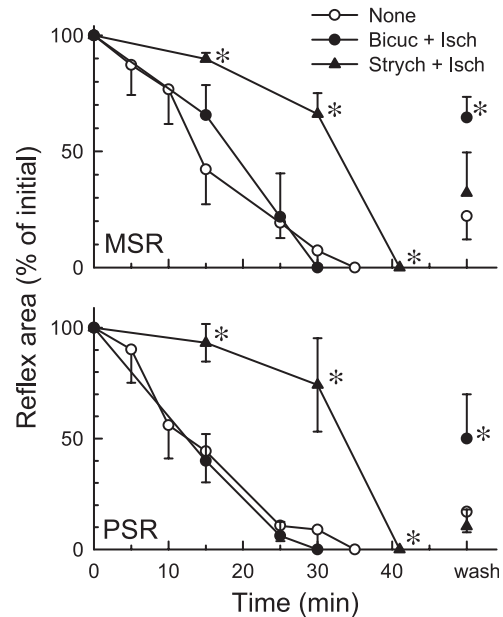 None
Bicuc + Isch
Strych + Isch
Reflex area (% of initial)
100
50
0
MSR
*
*
*
*
100
50
0
PSR
*
*
*
*
0 10 20 30 40 wash
Time (min)